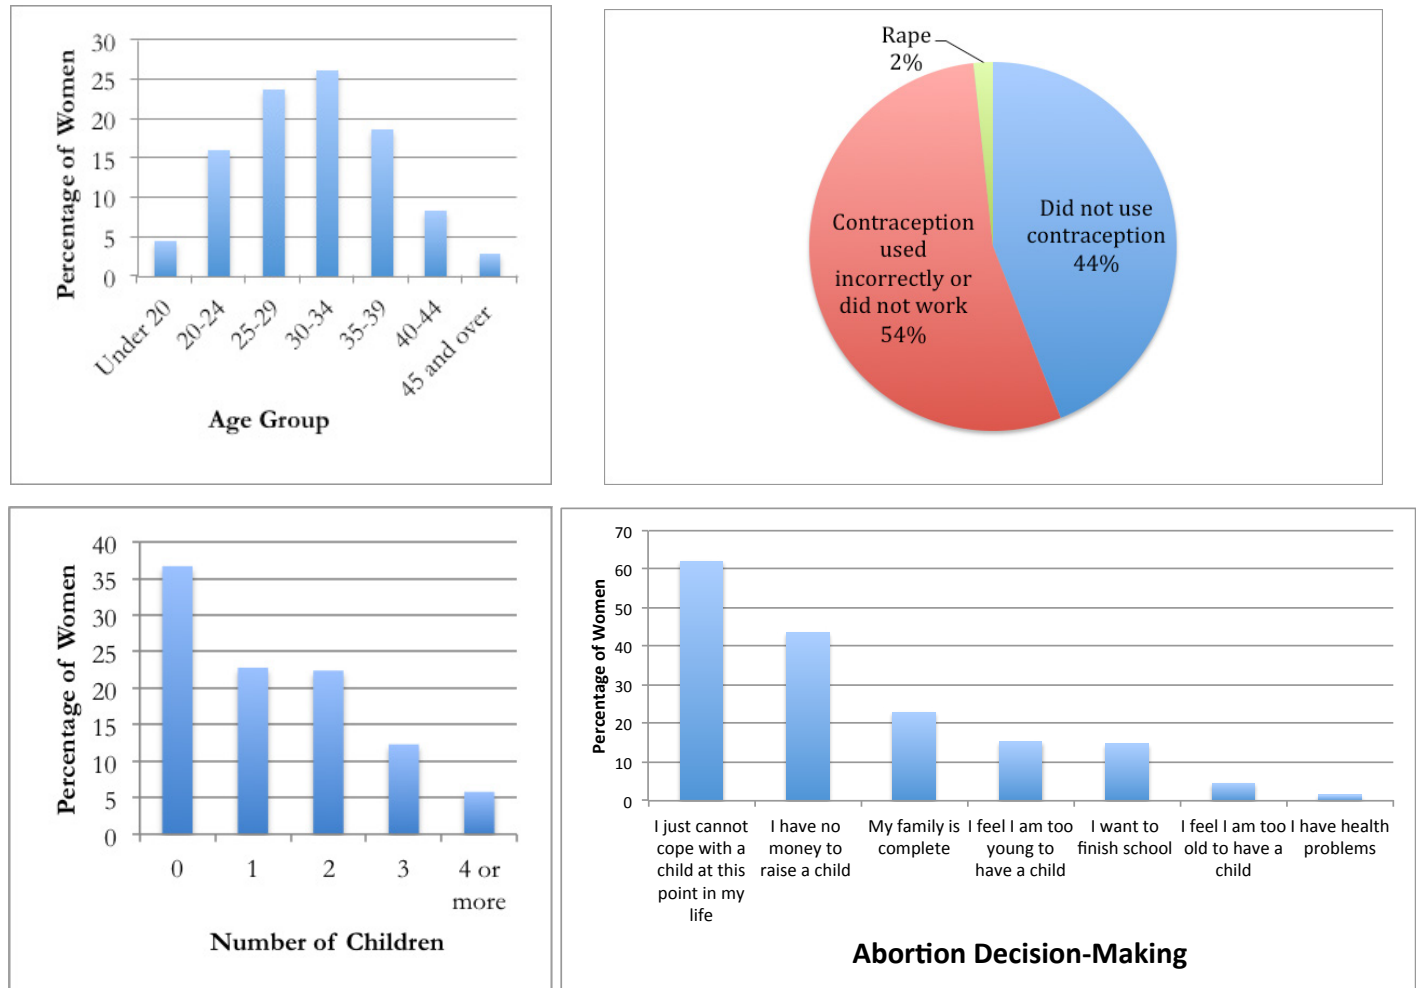 30
25
20
15
10
5
0
Percentage of Women
Under 20
20-24
25-29
30-34
35-39
40-44
45 and over
Age Group
Rape
2%
Did not use
contraception
44%
Contraception
used
incorrectly or
did not work
54%
40
35
30
25
20
15
10
5
0
Percentage of Women
0
1
2
3
4 or
more
Number of Children
70
60
50
40
30
20
10
0
Percentage of Women
I just cannot
cope with a
child at this
point in my
life
I have no
money to
raise a child
My family is
complete
I feel I am too
young to
have a child
I want to
finish school
I feel I am too
old to have a
child
I have health
problems
Abortion Decision-Making